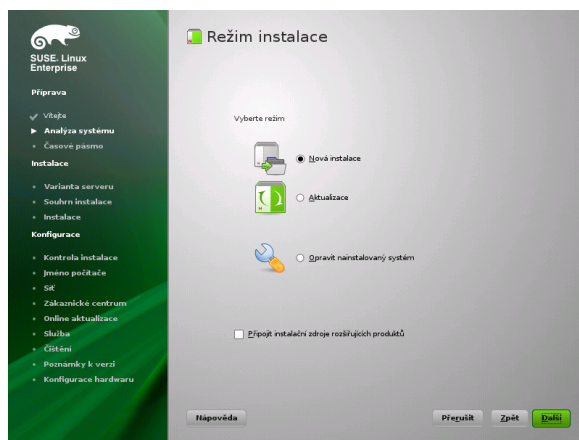 SUSE. Linux
Enterprise
Příprava
Vítejte
Analýza systému
Časové pásmo
Instalace
Varianta serveru
Souhrn instalace
Instalace
Konfigurace
Kontrola instalace
Jméno počítače
Síť
Zákaznické centrum
Online aktualizace
Služba
Čištění
Poznámky k verzi
Konfigurace hardwaru
Režim instalace
Vyberte režim
Nová instalace
Aktualizace
Opravit nainstalovaný systém
Připojit instalační zdroje rozšiřujících produktů
Nápověda
Přerušit
Zpět
Další